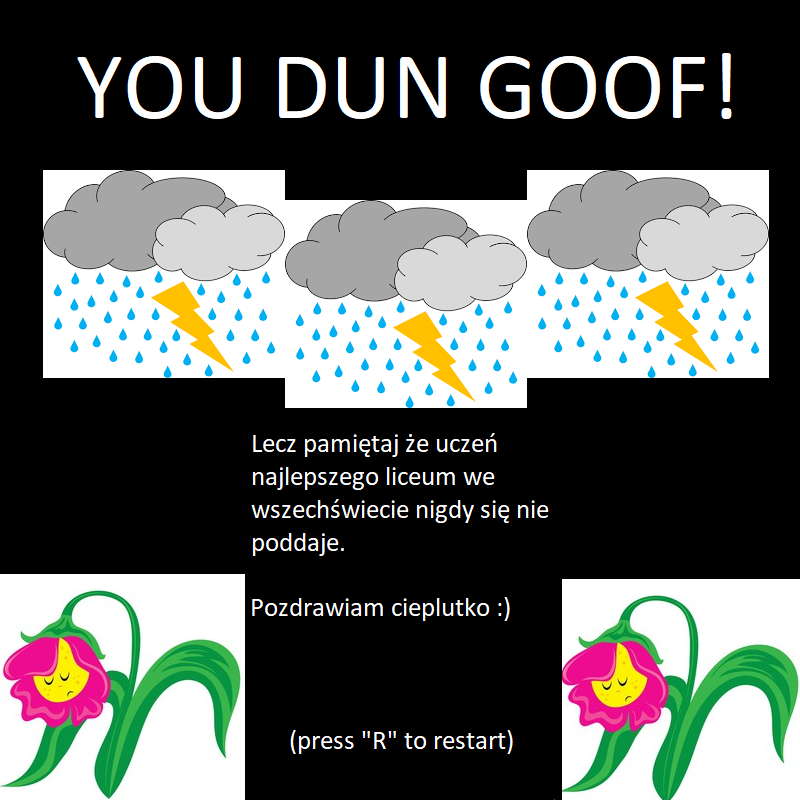 YOU DUN GOOF!
Lecz pamiętaj że uczeń
najlepszego liceum we
wszechświecie nigdy się nie
poddaje.
Pozdrawiam cieplutko :)
(press "R" to restart)